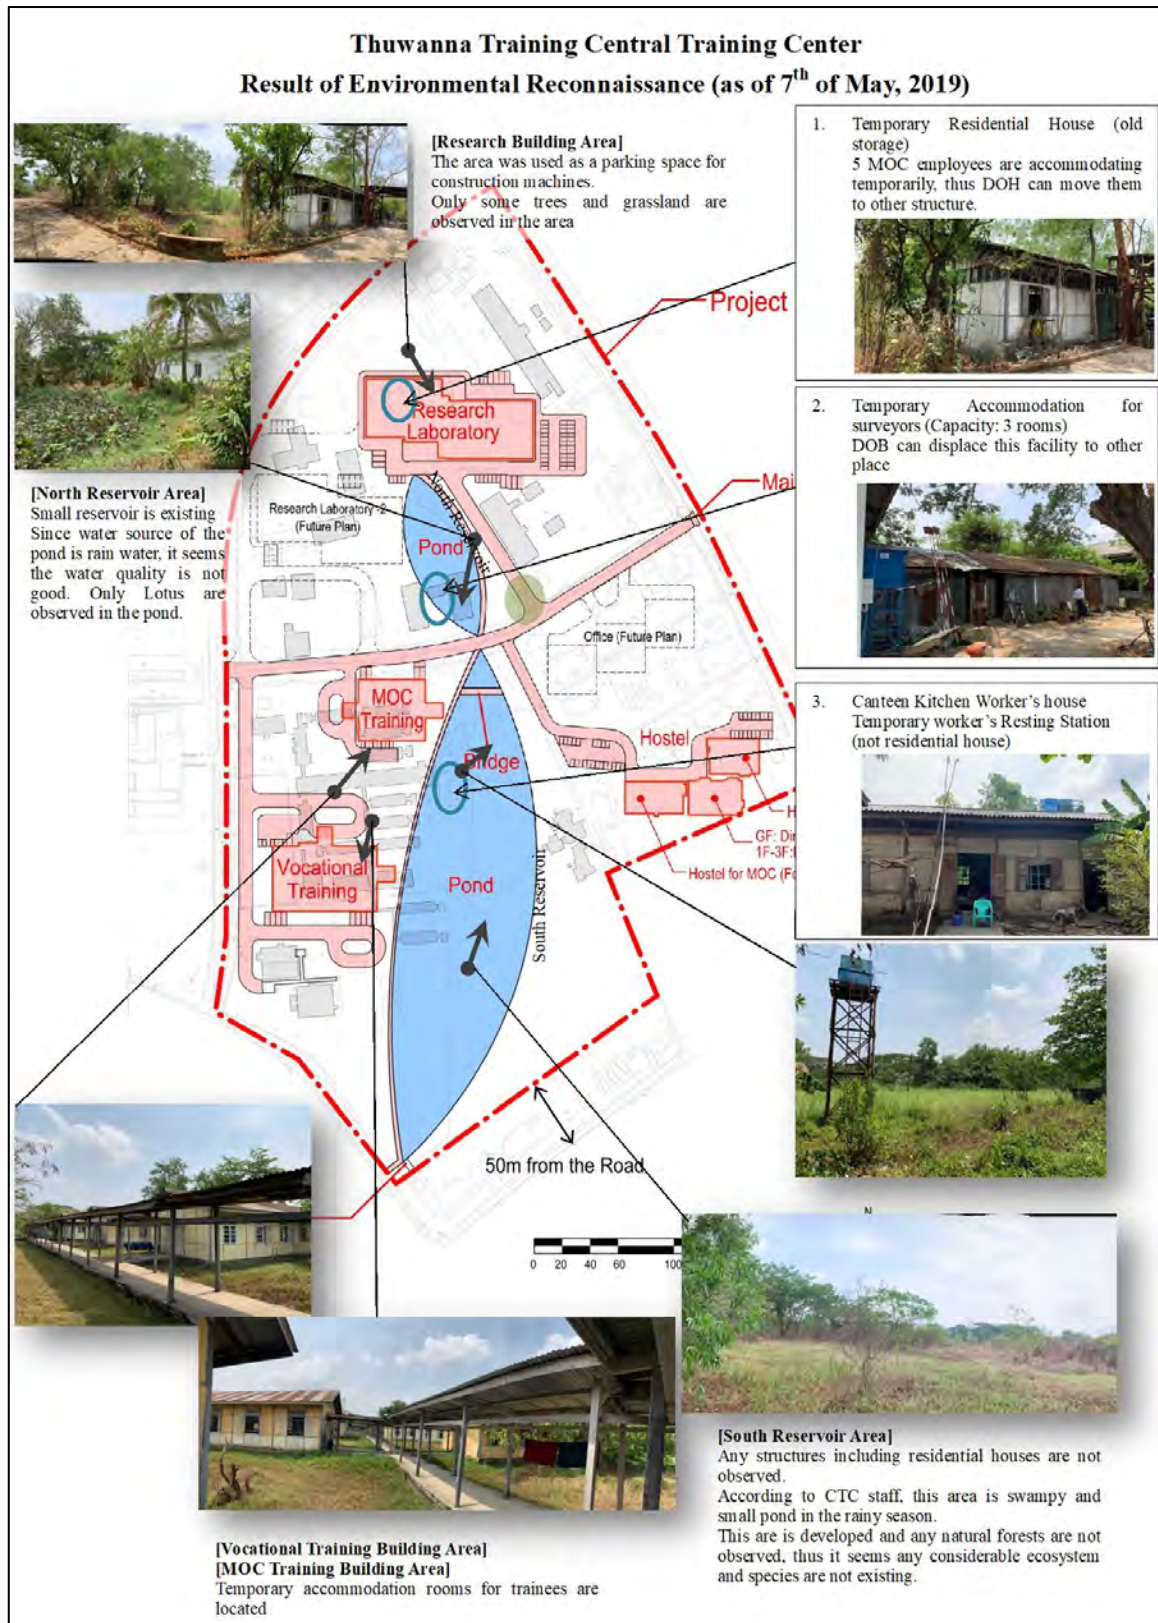 Thuwanna Training Central Training Center
Result of Environmental Reconnaissance (as of 7th of May, 2019)
[Research Building Area]
The area was used as a parking space for
construction machines.
Only some trees and grassland are
observed in the area
1. Temporary Residential House (old
storage)
5 MOC employees are accommodating
temporarily, thus DOH can move them
to other structure.
Project
Research
Laboratory
2. Temporary Accommodation for
surveyors (Capacity: 3 rooms)
DOB can displace this facility to other
place
[North Reservoir Area]
Small reservoir is existing
Since water source of the
pond is rain water, it seems
the water quality is not
good. Only Lotus are
observed in the pond.
North Reservoir
Mai
Research Laboratory -2
(Future Plan)
Pond
Office (Future Plan)
MOC
Training
3. Canteen Kitchen Worker's house
Temporary worker's Resting Station
(not residential house)
Hostel
Bridge
H
GF: Di
1F-3F:
Hostel for MOC (F
Vocational
Training
Pond
South Reservoir
50m from the Road
N
0 20 40 60 100
[South Reservoir Area]
Any structures including residential houses are not
observed.
According to CTC staff, this area is swampy and
small pond in the rainy season.
This are is developed and any natural forests are not
observed, thus it seems any considerable ecosystem
and species are not existing.
[Vocational Training Building Area]
[MOC Training Building Area]
Temporary accommodation rooms for trainees are
located